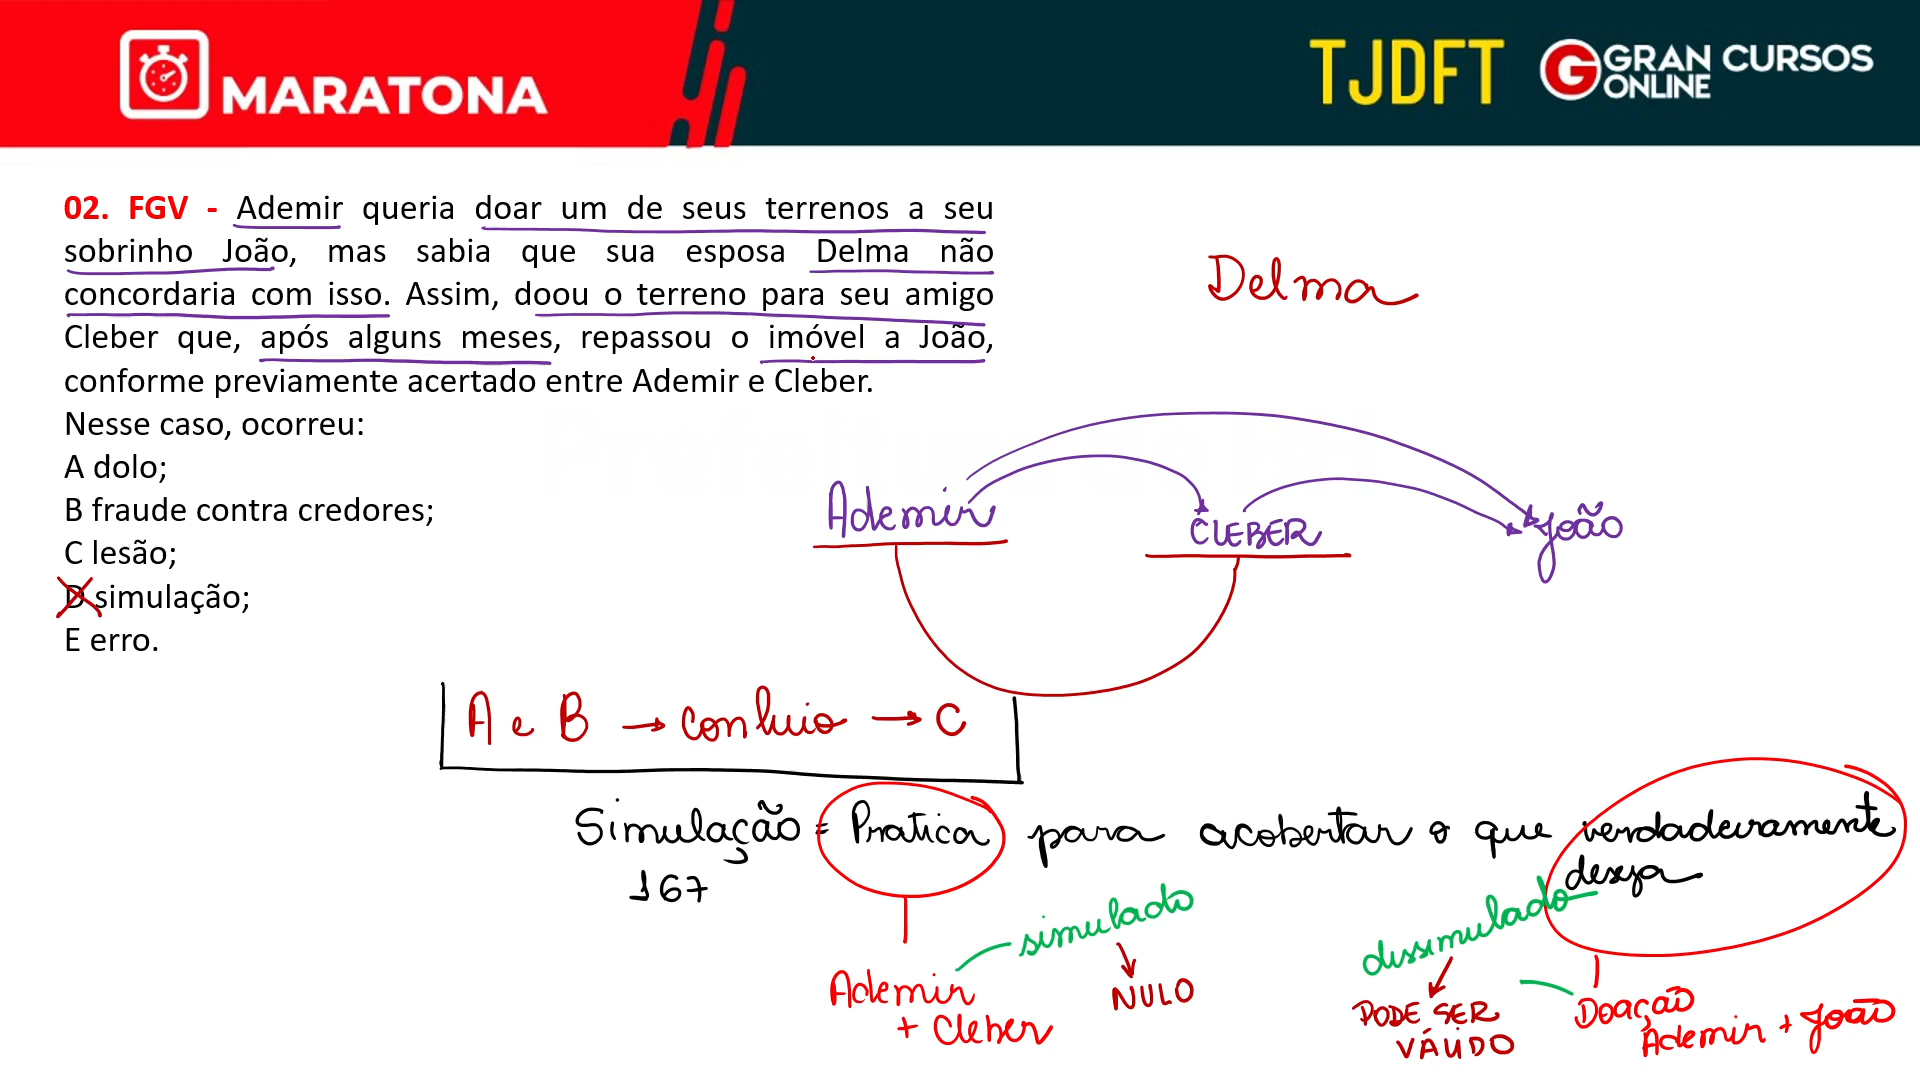 MARATONA
TJDFT
GRAN CURSOS
ONLINE
02. FGV - Ademir queria doar um de seus terrenos a seu
sobrinho João, mas sabia que sua esposa Delma não
concordaria com isso. Assim, doou o terreno para seu amigo
Cleber que, após alguns meses, repassou o imóvel a João,
conforme previamente acertado entre Ademir e Cleber.
Nesse caso, ocorreu:
A dolo;
B fraude contra credores;
C lesão;
D simulação;
E erro.
Delma
Ademir
CLEBER
João
A e B → conluio → C
Simulação = Pratica para acobertar o que verdadeiramente
deseja
167
simulado
dissimulado
Ademir
+ Cleber
NULO
PODE SER
VÁLIDO
Doação
Ademir + João